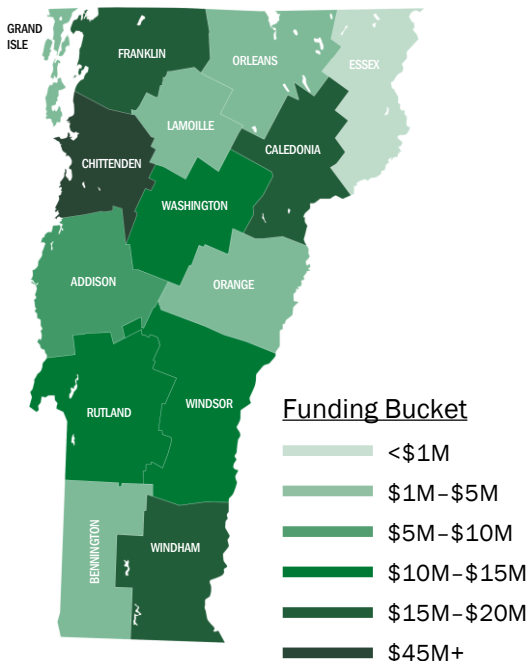 GRAND
ISLE
FRANKLIN
ORLEANS
ESSEX
LAMOILLE
CALEDONIA
CHITTENDEN
WASHINGTON
ADDISON
ORANGE
RUTLAND
WINDSOR
BENNINGTON
WINDHAM
Funding Bucket
<$1M
$1M–$5M
$5M–$10M
$10M–$15M
$15M–$20M
$45M+